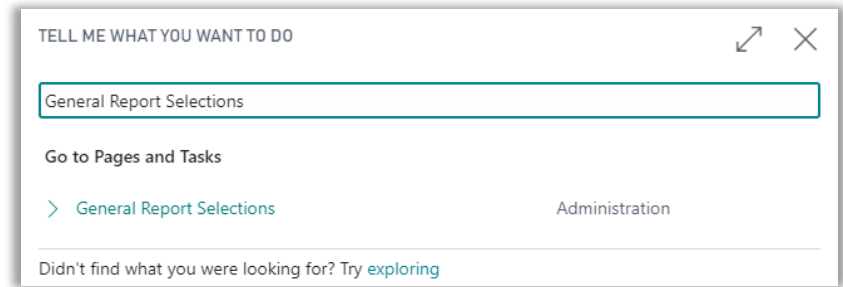 TELL ME WHAT YOU WANT TO DO
General Report Selections
Go to Pages and Tasks
General Report Selections Administration
Didn't find what you were looking for? Try exploring